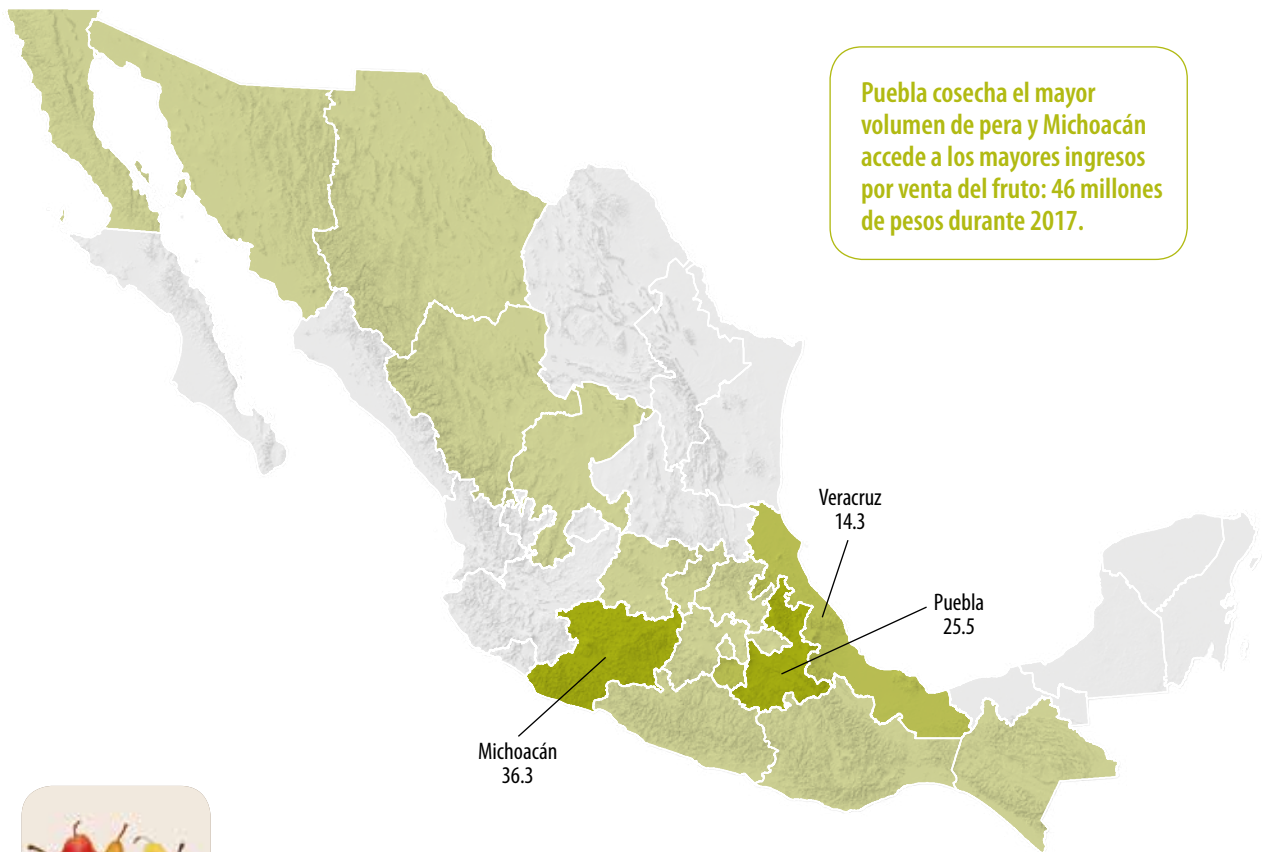 Puebla cosecha el mayor
volumen de pera y Michoacán
accede a los mayores ingresos
por venta del fruto: 46 millones
de pesos durante 2017.
Veracruz
14.3
Puebla
25.5
Michoacán
36.3